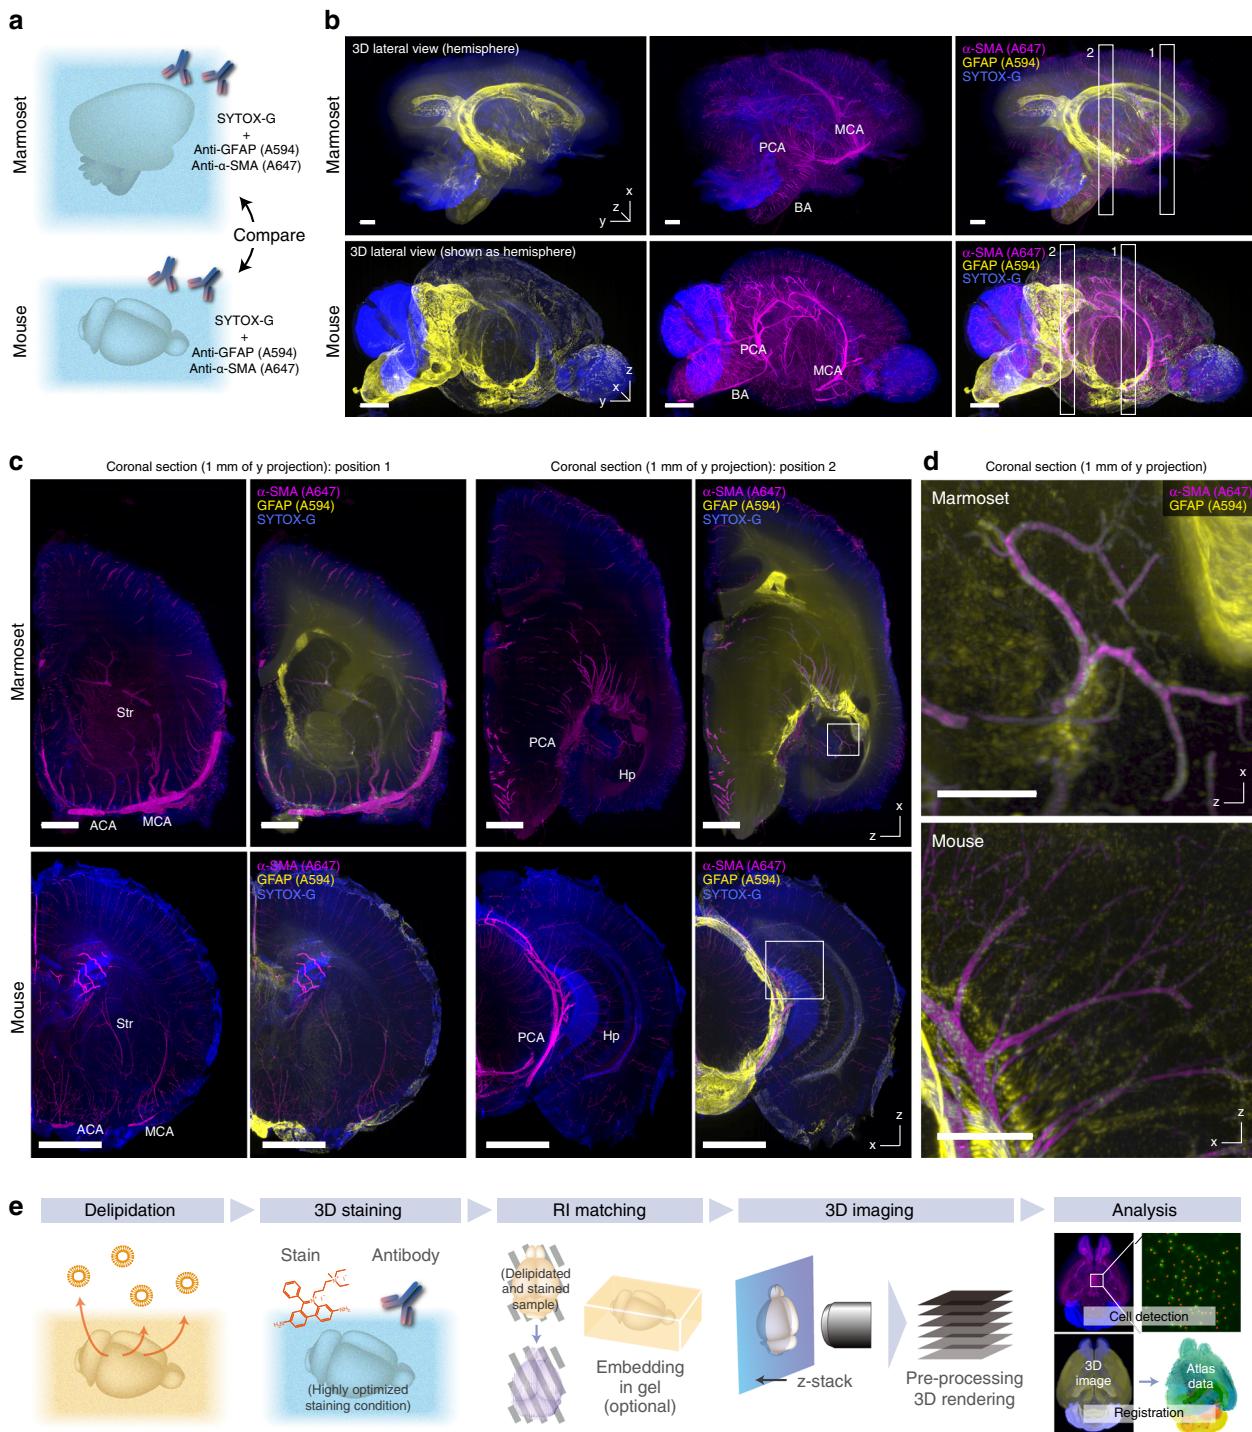 a
Marmoset
SYTOX-G
+
Anti-GFAP (A594)
Anti-α-SMA (A647)
Compare
Mouse
SYTOX-G
+
Anti-GFAP (A594)
Anti-α-SMA (A647)
b
Marmoset
3D lateral view (hemisphere)
x
z
y
MCA
PCA
BA
α-SMA (A647)
GFAP (A594)
SYTOX-G
2
1
Mouse
3D lateral view (shown as hemisphere)
z
x
y
PCA
MCA
BA
α-SMA (A647)
GFAP (A594)
SYTOX-G
2
1
c
Coronal section (1 mm of y projection): position 1
Coronal section (1 mm of y projection): position 2
Marmoset
Str
ACA
MCA
α-SMA (A647)
GFAP (A594)
SYTOX-G
PCA
Hp
α-SMA (A647)
GFAP (A594)
SYTOX-G
x
z
Mouse
Str
ACA
MCA
α-SMA (A647)
GFAP (A594)
SYTOX-G
PCA
Hp
α-SMA (A647)
GFAP (A594)
SYTOX-G
z
x
d
Coronal section (1 mm of y projection)
Marmoset
α-SMA (A647)
GFAP (A594)
x
z
Mouse
z
x
e
Delipidation
3D staining
RI matching
3D imaging
Analysis
Stain
Antibody
(Highly optimized
staining condition)
(Delipidated
and stained
sample)
Embedding
in gel
(optional)
z-stack
Pre-processing
3D rendering
Cell detection
3D
image
Atlas
data
Registration